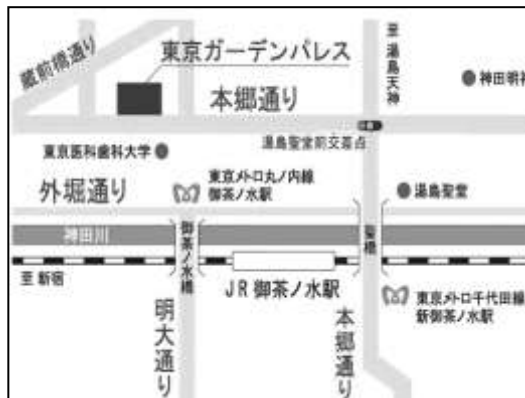 蔵前橋通り
東京ガーデンパレス
本郷通り
至 湯島天神
神田明神
湯島聖堂前交差点
東京医科歯科大学
外堀通り
東京メトロ丸ノ内線
御茶ノ水駅
湯島聖堂
神田川
御茶ノ水橋
聖橋
至 新宿
JR 御茶ノ水駅
明大通り
本郷通り
東京メトロ千代田線
新御茶ノ水駅